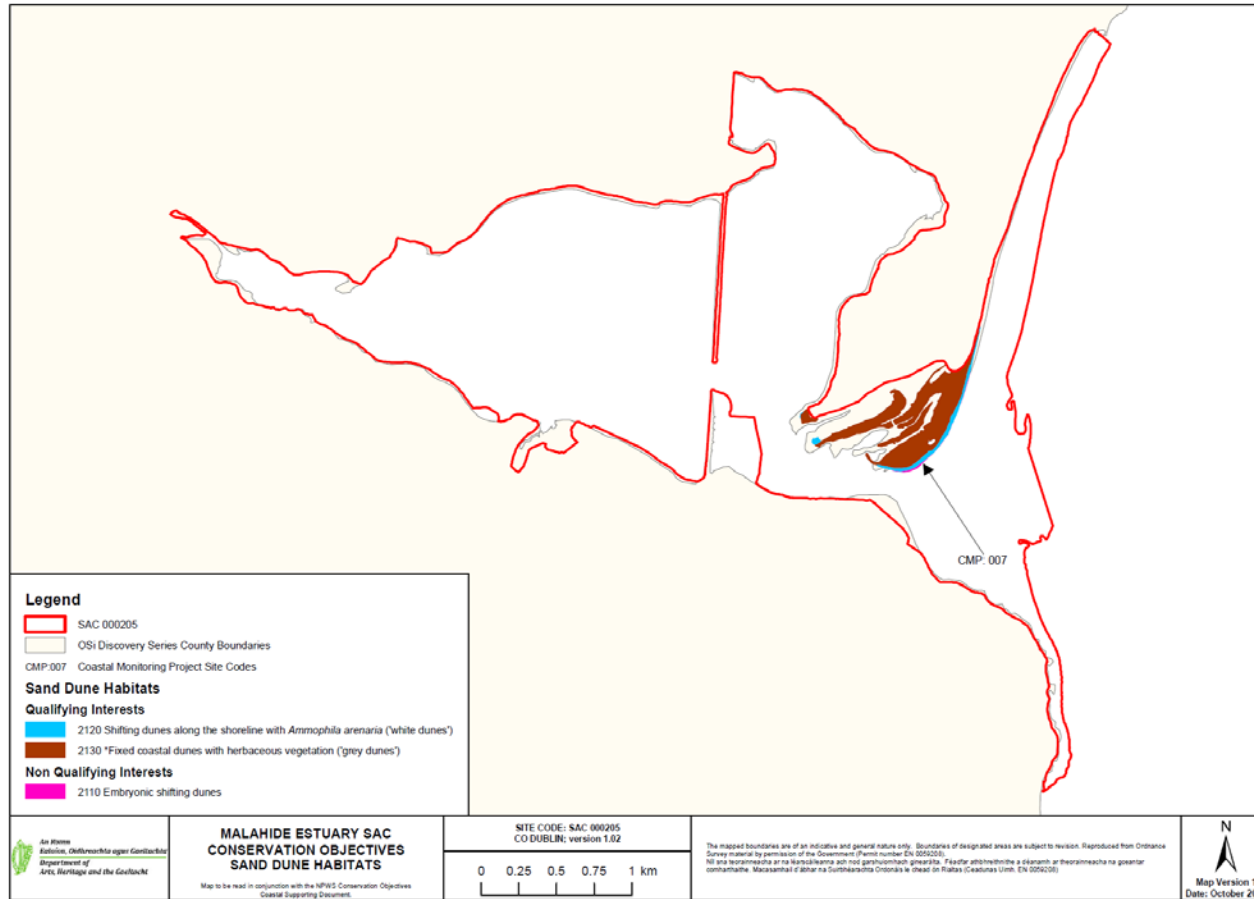 CMP: 007
Legend
SAC 000205
OSi Discovery Series County Boundaries
CMP:007 Coastal Monitoring Project Site Codes
Sand Dune Habitats
Qualifying Interests
2120 Shifting dunes along the shoreline with Ammophila arenaria ('white dunes')
2130 *Fixed coastal dunes with herbaceous vegetation ('grey dunes')
Non Qualifying Interests
2110 Embryonic shifting dunes
An Roinn
Ealaíon, Oidhreachta agus Gaeltachta
Department of
Arts, Heritage and the Gaeltacht
MALAHIDE ESTUARY SAC
CONSERVATION OBJECTIVES
SAND DUNE HABITATS
Map to be read in conjunction with the NPWS Conservation Objectives
Coastal Supporting Document.
SITE CODE: SAC 000205
CO DUBLIN; version 1.02
0 0.25 0.5 0.75 1 km
The mapped boundaries are of an indicative and general nature only. Boundaries of designated areas are subject to revision. Reproduced from Ordnance
Survey material by permission of the Government (Permit number EN 0059208).
N
Map Version 1
Date: October 20